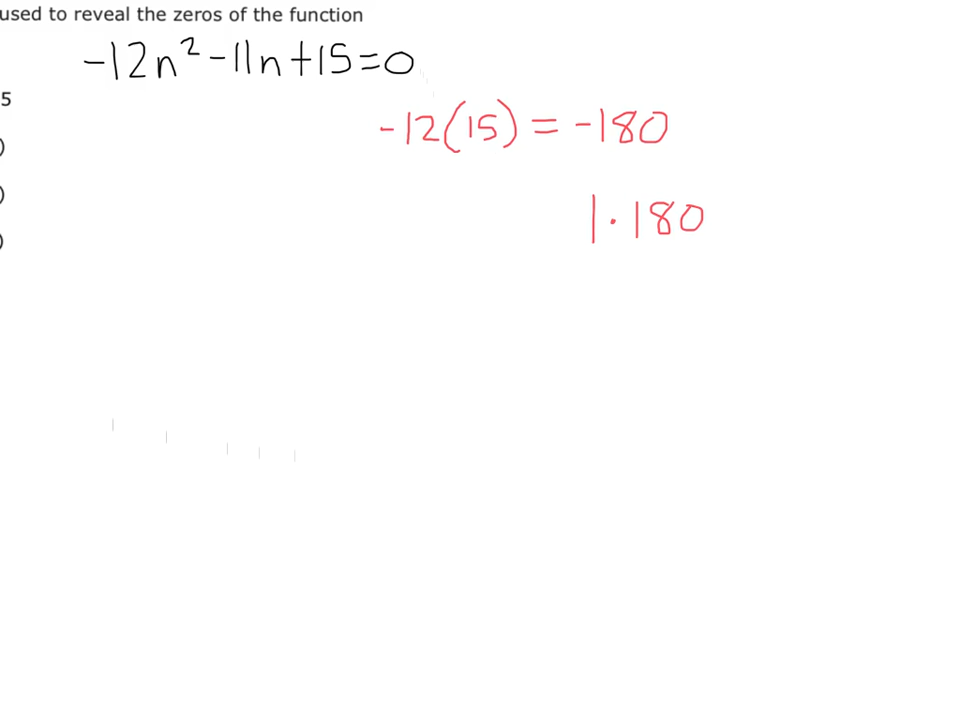 used to reveal the zeros of the function
-12n² -11n +15=0
5
)
-12(15) = -180
)
1·180
)